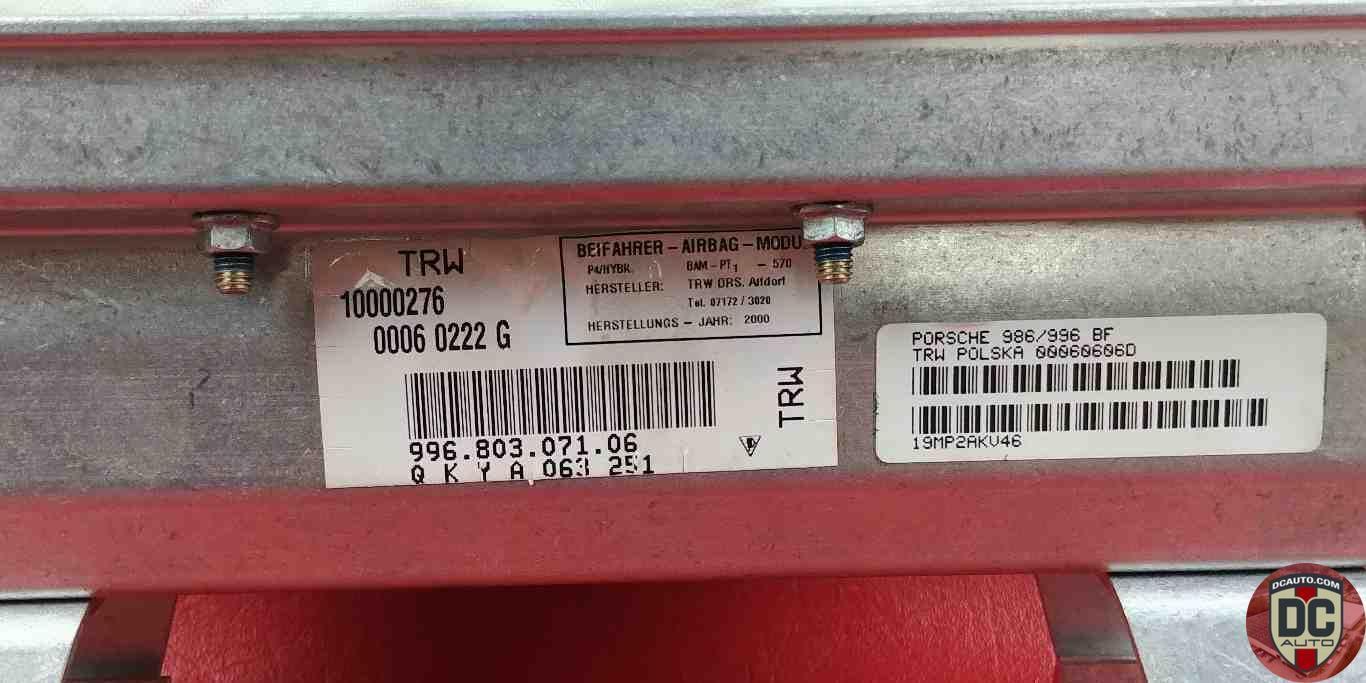 TRW
10000276
0006 0222 G
BEIFAHRER - AIRBAG - MODU
P4/HYBR. BAM - PT1 - 570
HERSTELLER: TRW ORS. Alfdorf
Tel. 07172 / 3020
HERSTELLUNGS - JAHR: 2000
TRW
996.803.071.06
Q K Y A 063 251
PORSCHE 986/996 BF
TRW POLSKA 00060606D
19MP2AKV46
DCAUTO.COM
DC
AUTO